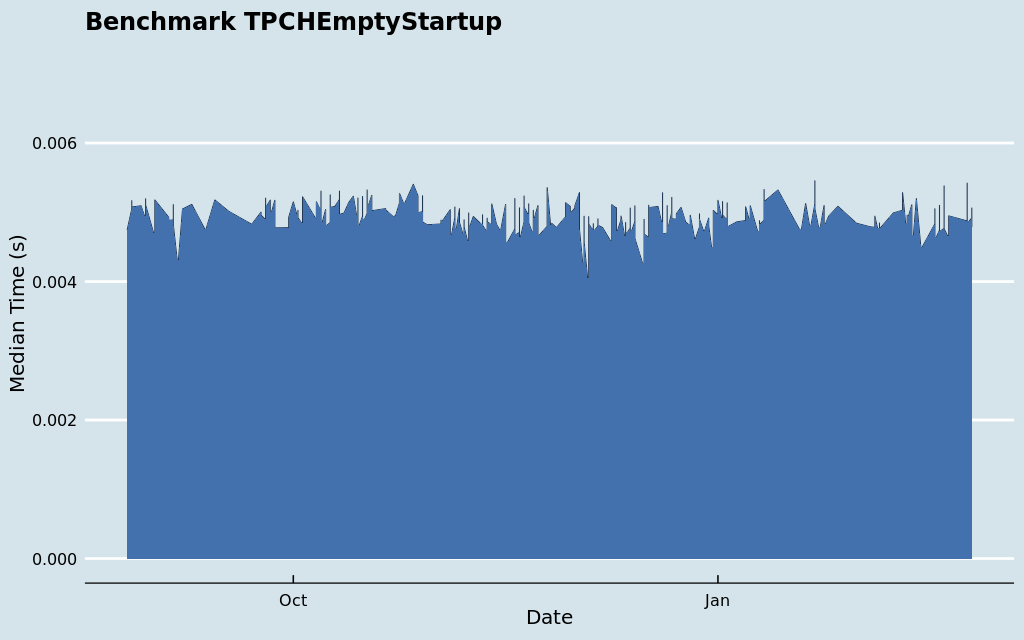 Benchmark TPCHEmptyStartup
0.006
0.004
0.002
0.000
Median Time (s)
Oct
Jan
Date